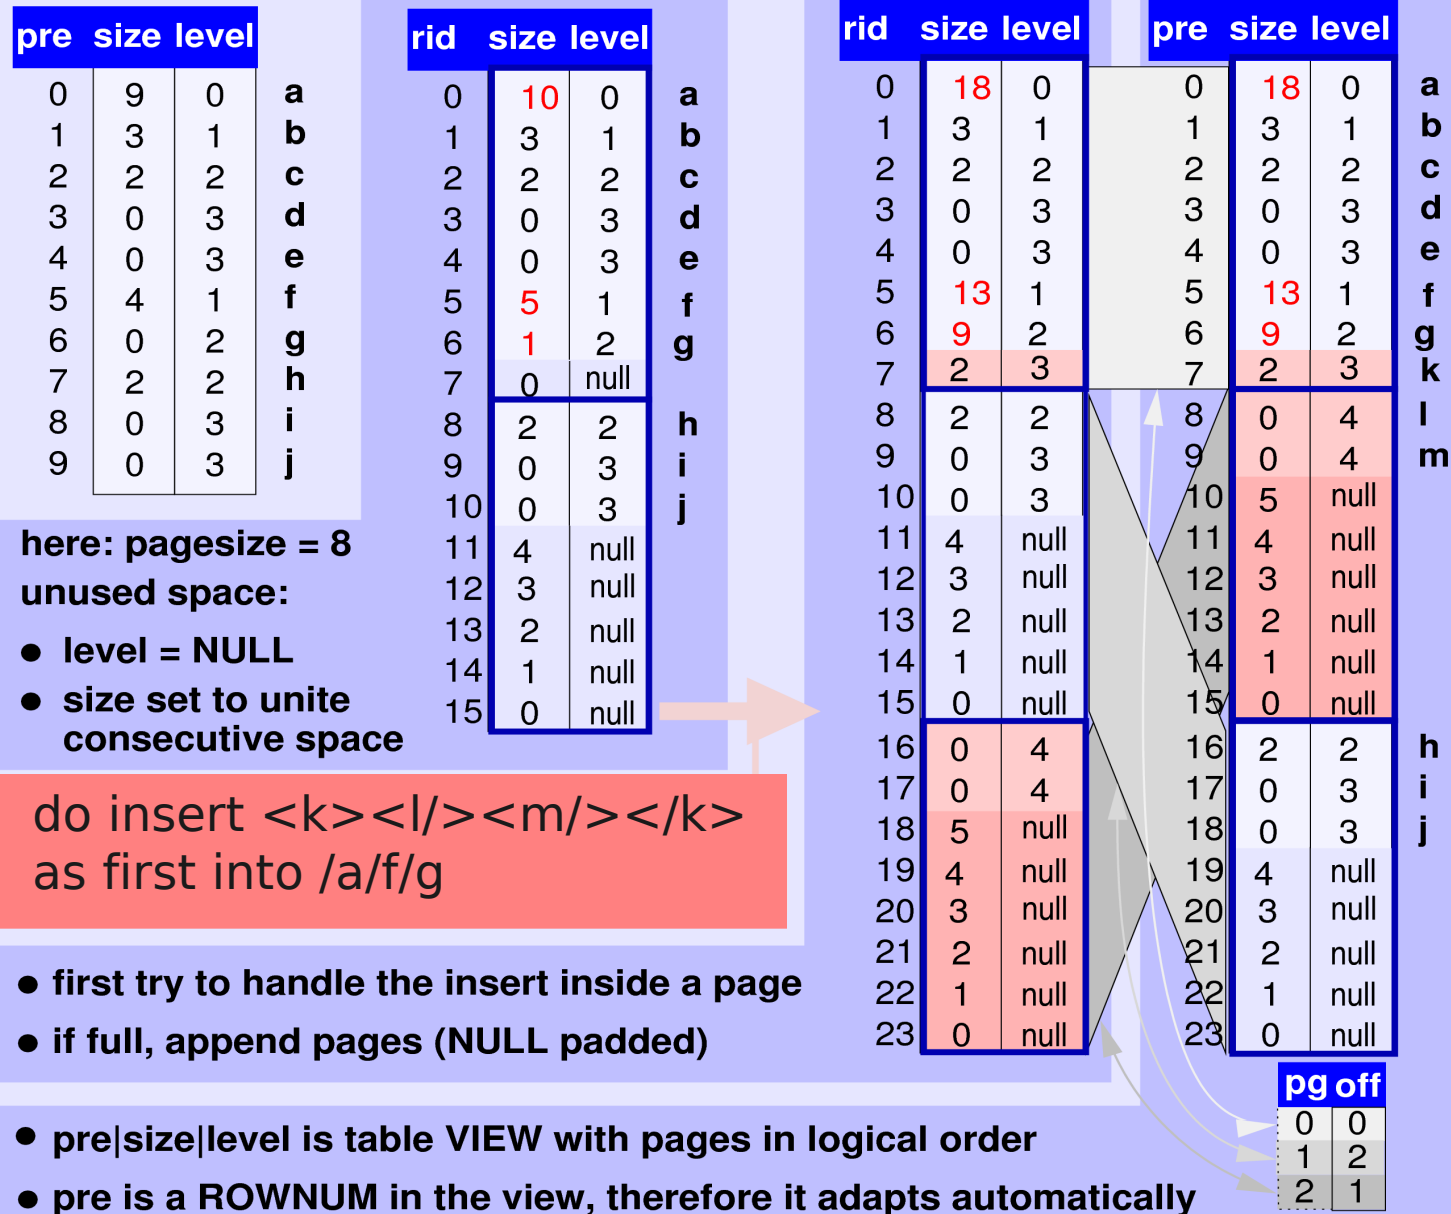 pre size level
0 9 0 a
1 3 1 b
2 2 2 c
3 0 3 d
4 0 3 e
5 4 1 f
6 0 2 g
7 2 2 h
8 0 3 i
9 0 3 j
here: pagesize = 8
unused space:
● level = NULL
● size set to unite
consecutive space
rid size level
0 10 0 a
1 3 1 b
2 2 2 c
3 0 3 d
4 0 3 e
5 5 1 f
6 1 2 g
7 0 null
8 2 2 h
9 0 3 i
10 0 3 j
11 4 null
12 3 null
13 2 null
14 1 null
15 0 null
do insert <k><l/><m/></k>
as first into /a/f/g
rid size level
0 18 0
1 3 1
2 2 2
3 0 3
4 0 3
5 13 1
6 9 2
7 2 3
8 2 2
9 0 3
10 0 3
11 4 null
12 3 null
13 2 null
14 1 null
15 0 null
16 0 4
17 0 4
18 5 null
19 4 null
20 3 null
21 2 null
22 1 null
23 0 null
pre size level
0 18 0 a
1 3 1 b
2 2 2 c
3 0 3 d
4 0 3 e
5 13 1 f
6 9 2 g
7 2 3 k
8 0 4 l
9 0 4 m
10 5 null
11 4 null
12 3 null
13 2 null
14 1 null
15 0 null
16 2 2 h
17 0 3 i
18 0 3 j
19 4 null
20 3 null
21 2 null
22 1 null
23 0 null
● first try to handle the insert inside a page
● if full, append pages (NULL padded)
pg off
0 0
1 2
2 1
● pre|size|level is table VIEW with pages in logical order
● pre is a ROWNUM in the view, therefore it adapts automatically